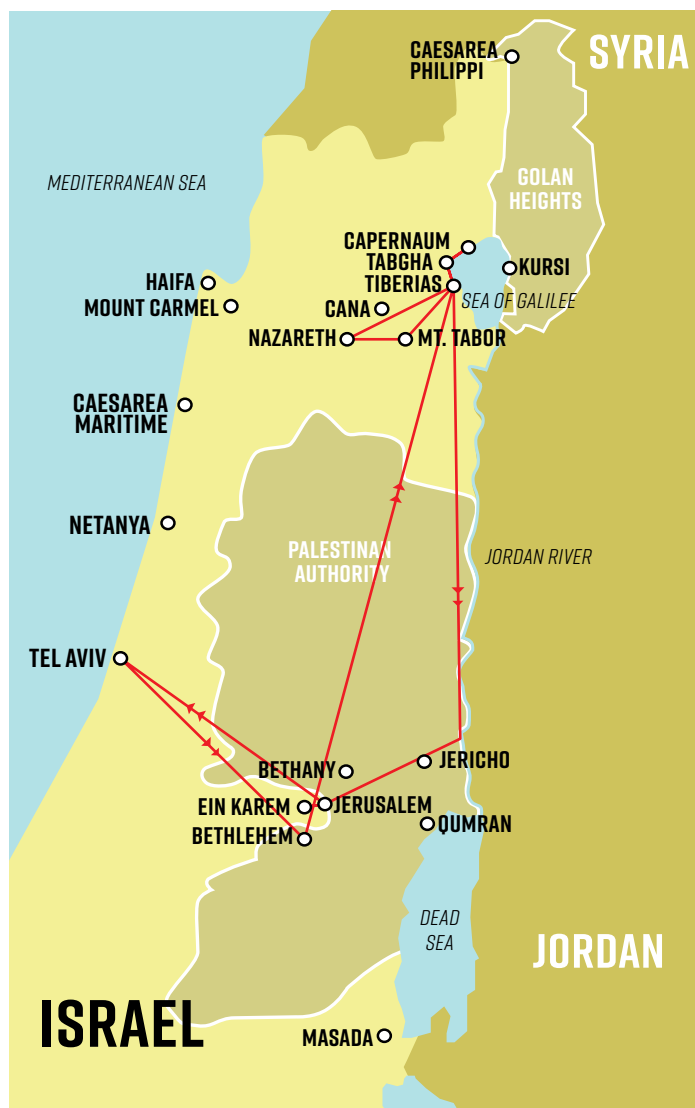 CAESAREA
PHILIPPI
SYRIA
MEDITERRANEAN SEA
GOLAN
HEIGHTS
CAPERNAUM
TABGHA
TIBERIAS
KURSI
HAIFA
MOUNT CARMEL
CANA
SEA OF GALILEE
NAZARETH
MT. TABOR
CAESAREA
MARITIME
NETANYA
PALESTINAN
AUTHORITY
JORDAN RIVER
TEL AVIV
BETHANY
JERICHO
EIN KAREM
JERUSALEM
BETHLEHEM
QUMRAN
DEAD
SEA
JORDAN
ISRAEL
MASADA